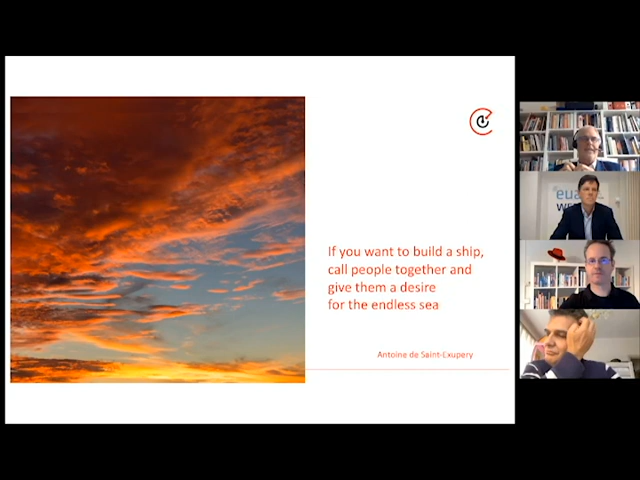 If you want to build a ship,
call people together and
give them a desire
for the endless sea
Antoine de Saint-Exupery